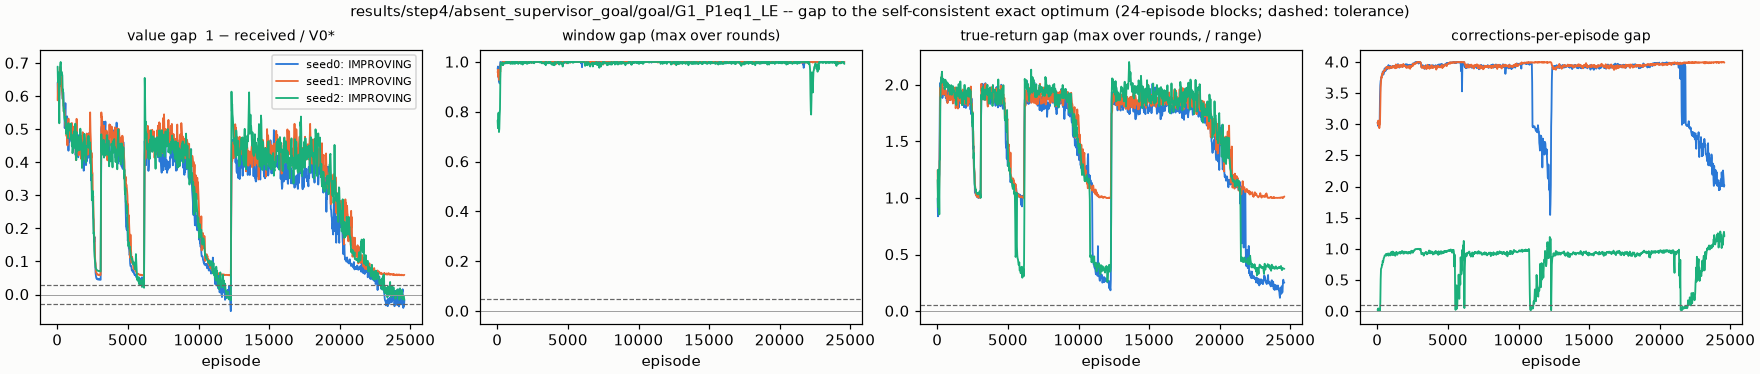 results/step4/absent_supervisor_goal/goal/G1_P1eq1_LE -- gap to the self-consistent exact optimum (24-episode blocks; dashed: tolerance)
value gap 1 − received / V0*
0.7
0.6
0.5
0.4
0.3
0.2
0.1
0.0
seed0: IMPROVING
seed1: IMPROVING
seed2: IMPROVING
0 5000 10000 15000 20000 25000
episode
window gap (max over rounds)
1.0
0.8
0.6
0.4
0.2
0.0
0 5000 10000 15000 20000 25000
episode
true-return gap (max over rounds, / range)
2.0
1.5
1.0
0.5
0.0
0 5000 10000 15000 20000 25000
episode
corrections-per-episode gap
4.0
3.5
3.0
2.5
2.0
1.5
1.0
0.5
0.0
0 5000 10000 15000 20000 25000
episode